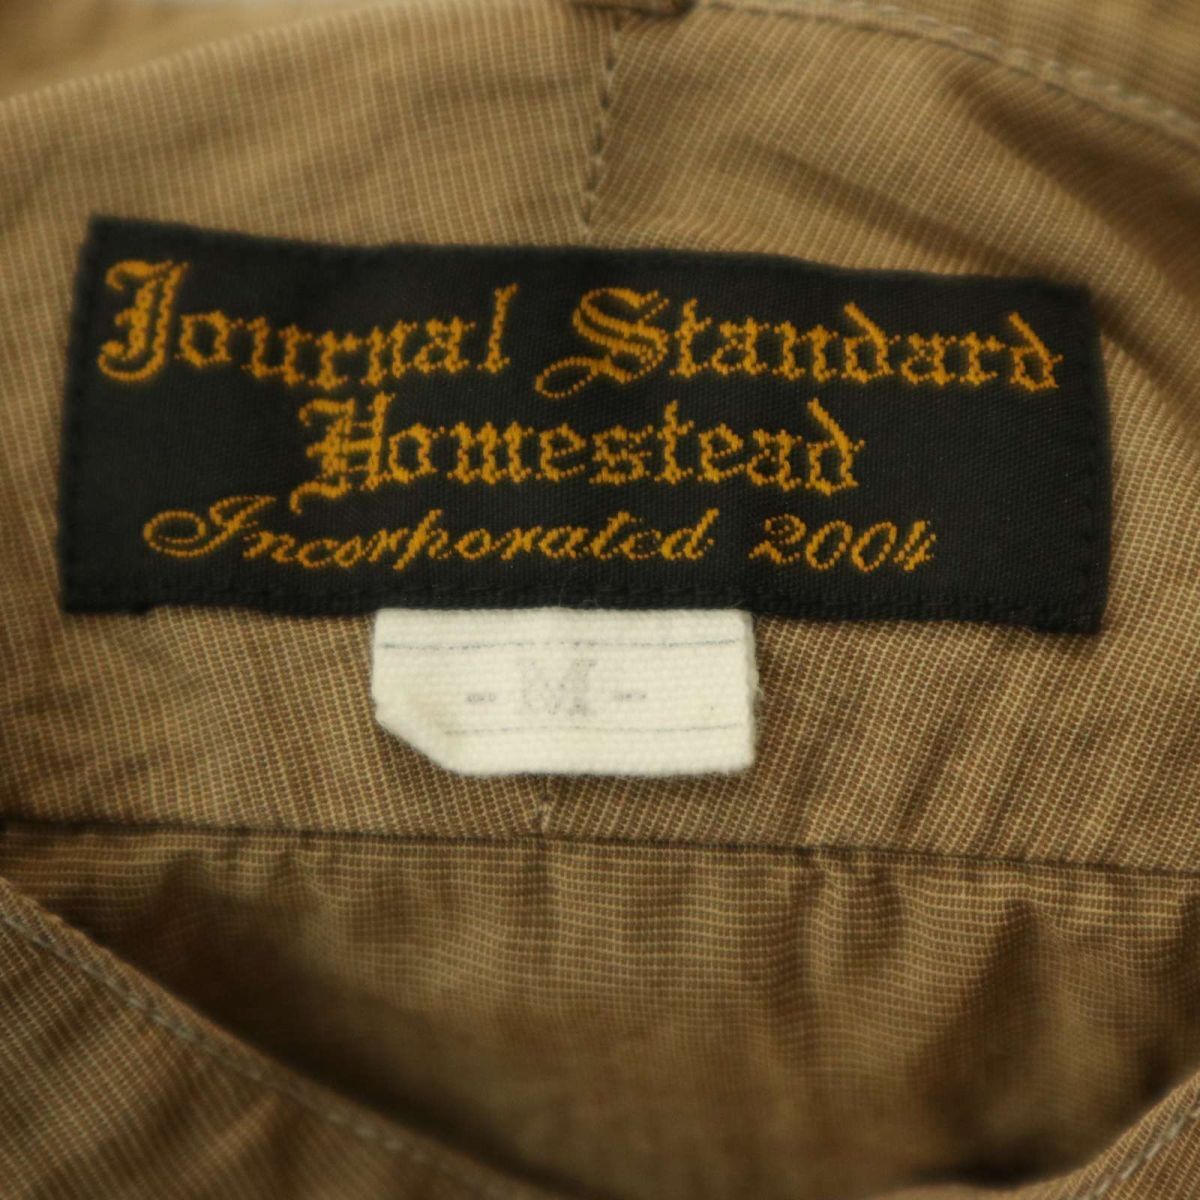 Journal Standard
Homestead
Incorporated 2004
- M -